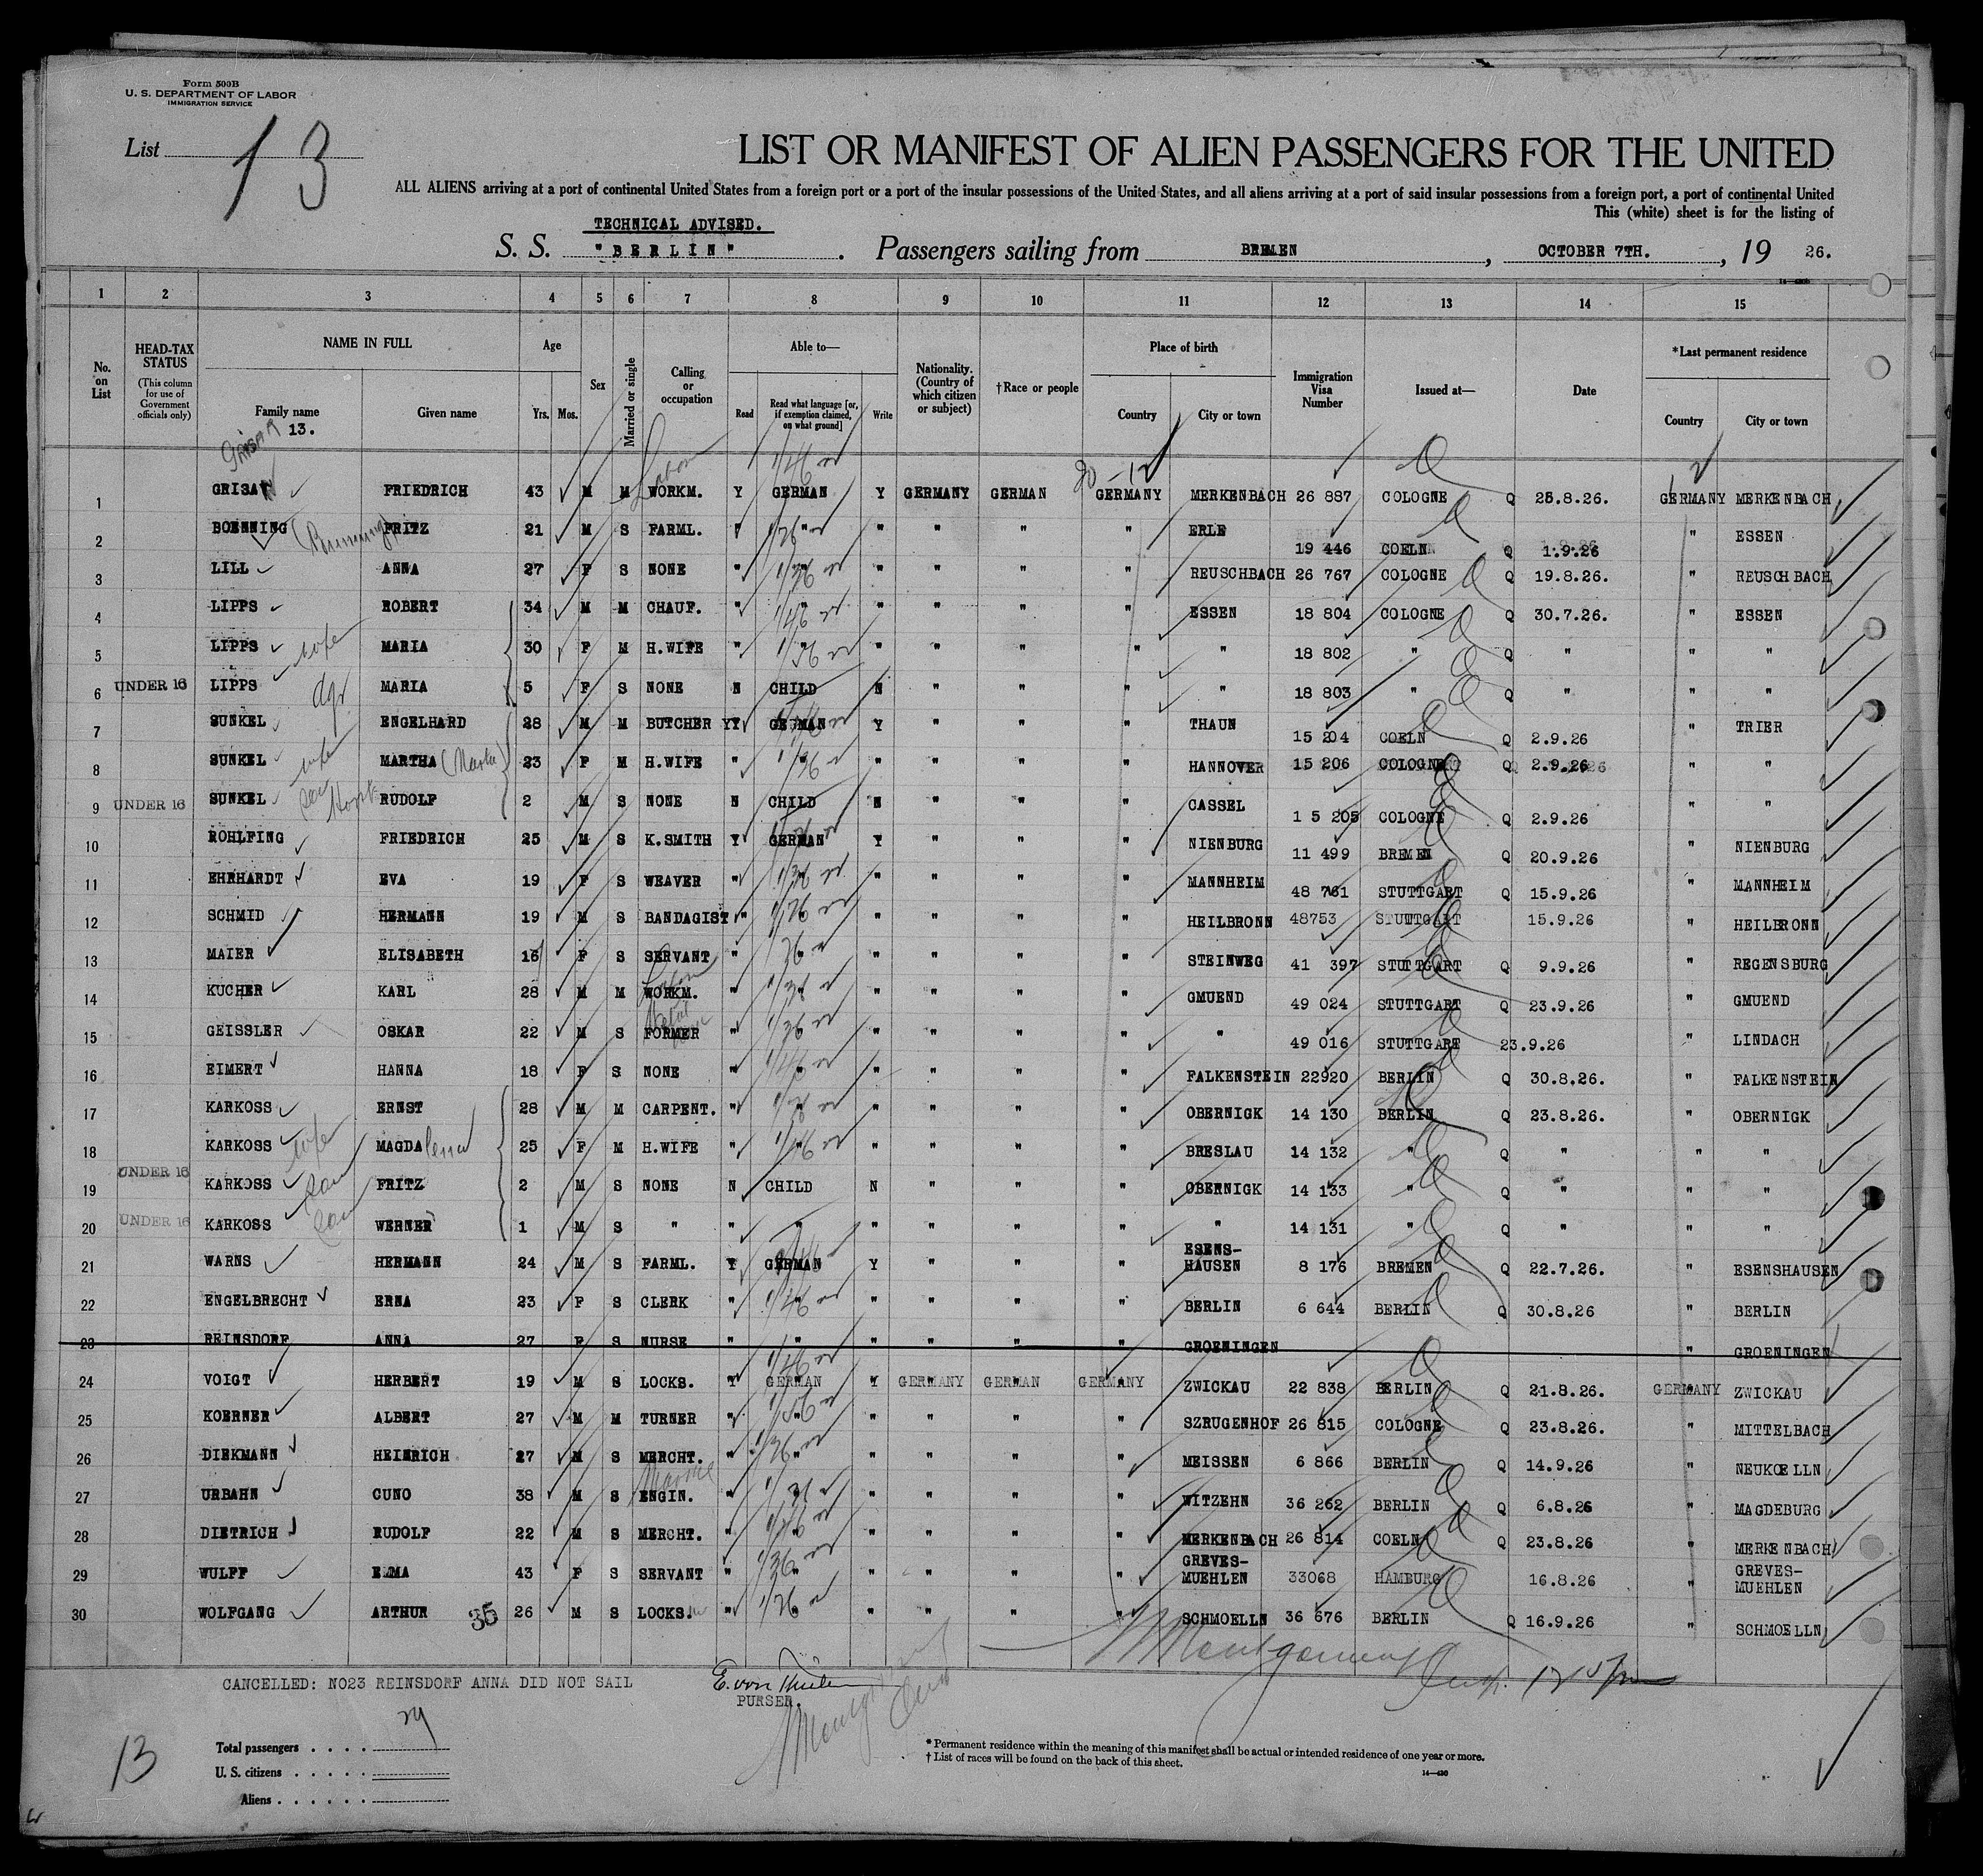 Form 500B
U. S. DEPARTMENT OF LABOR
IMMIGRATION SERVICE
List 13
LIST OR MANIFEST OF ALIEN PASSENGERS FOR THE UNITED
ALL ALIENS arriving at a port of continental United States from a foreign port or a port of the insular possessions of the United States, and all aliens arriving at a port of said insular possessions from a foreign port, a port of continental United
This (white) sheet is for the listing of
TECHNICAL ADVISED.
S. S. "BERLIN". Passengers sailing from BREMEN, OCTOBER 7TH., 19 26.
1 2 3 4 5 6 7 8 9 10 11 12 13 14 15
No. on List
HEAD-TAX STATUS (This column for use of Government officials only)
NAME IN FULL Family name Given name
13.
Age Yrs. Mos.
Sex
Married or single
Calling or occupation
Able to— Read Read what language [or, if exemption claimed, on what ground] Write
Nationality. (Country of which citizen or subject)
†Race or people
Place of birth Country City or town
Immigration Visa Number
Issued at—
Date
*Last permanent residence Country City or town
20 -12
1 GRISAR FRIEDRICH 43 M M WORKM. Labor Y GERMAN Y GERMANY GERMAN GERMANY MERKENBACH 26 887 COLOGNE Q 25.8.26. GERMANY MERKENBACH
2 BOENNING FRITZ 21 M S FARML. " " " " " " ERLE 19 446 COELN Q 1.9.26 " ESSEN
3 LILL ANNA 27 F S NONE " " " " " " REUSCHBACH 26 767 COLOGNE Q 19.8.26. " REUSCHBACH
4 LIPPS ROBERT 34 M M CHAUF. " " " " " " ESSEN 18 804 COLOGNE Q 30.7.26. " ESSEN
5 LIPPS wife MARIA 30 F M H.WIFE " " " " " " " 18 802 " Q " " "
6 UNDER 16 LIPPS MARIA 5 F S NONE N CHILD N " " " " 18 803 " Q " " "
7 SUNKEL ENGELHARD 28 M M BUTCHER YY GERMAN Y " " " THAUN 15 204 COELN Q 2.9.26 " TRIER
8 SUNKEL wife MARTHA (Martha) 23 F M H.WIFE " " " " " " HANNOVER 15 206 COLOGNE Q 2.9.26 " "
9 UNDER 16 SUNKEL RUDOLF 2 M S NONE N CHILD N " " " CASSEL 1 5 205 COLOGNE Q 2.9.26 " "
10 ROHLFING FRIEDRICH 25 M S K.SMITH Y GERMAN Y " " " NIENBURG 11 499 BREMEN Q 20.9.26 " NIENBURG
11 EHRHARDT EVA 19 F S WEAVER " " " " " " MANNHEIM 48 761 STUTTGART Q 15.9.26 " MANNHEIM
12 SCHMID HERMANN 19 M S BANDAGIST " " " " " " HEILBRONN 48753 STUTTGART 15.9.26 " HEILBRONN
13 MAIER ELISABETH 16 F S SERVANT " " " " " " STEINWEG 41 397 STUTTGART Q 9.9.26 " REGENSBURG
14 KUCHER KARL 28 M M WORKM. Labor " " " " " " GMUEND 49 024 STUTTGART Q 23.9.26 " GMUEND
15 GEISSLER OSKAR 22 M S FORMER " " " " " " " 49 016 STUTTGART 23.9.26 " LINDACH
16 EIMERT HANNA 18 F S NONE " " " " " " FALKENSTEIN 22920 BERLIN Q 30.8.26. " FALKENSTEIN
17 KARKOSS ERNST 28 M M CARPENT. " " " " " " OBERNIGK 14 130 BERLIN Q 23.8.26. " OBERNIGK
18 KARKOSS wife MAGDAlena 25 F M H.WIFE " " " " " " BRESLAU 14 132 " Q " " "
19 UNDER 16 KARKOSS son FRITZ 2 M S NONE N CHILD N " " " OBERNIGK 14 133 " Q " " "
20 UNDER 16 KARKOSS son WERNER 1 M S " " " " " " " " 14 131 " Q " " "
21 WARNS HERMANN 24 M S FARML. Y GERMAN Y " " " ESENS-HAUSEN 8 176 BREMEN Q 22.7.26. " ESENSHAUSEN
22 ENGELBRECHT ERNA 23 F S CLERK " " " " " " BERLIN 6 644 BERLIN Q 30.8.26 " BERLIN
23 REINSDORF ANNA 27 F S NURSE " " " " " " GROENINGEN " GROENINGEN
24 VOIGT HERBERT 19 M S LOCKS. Y GERMAN Y GERMANY GERMAN GERMANY ZWICKAU 22 838 BERLIN Q 21.8.26. GERMANY ZWICKAU
25 KOERNER ALBERT 27 M M TURNER " " " " " " SZRUGENHOF 26 815 COLOGNE Q 23.8.26. " MITTELBACH
26 DIEKMANN HEINRICH 27 M S MERCHT. " " " " " " MEISSEN 6 866 BERLIN Q 14.9.26 " NEUKOELLN
27 URBAHN CUNO 38 M S ENGIN. " " " " " " WITZEHN 36 262 BERLIN Q 6.8.26 " MAGDEBURG
28 DIETRICH RUDOLF 22 M S MERCHT. " " " " " " MERKENBACH 26 814 COELN Q 23.8.26 " MERKENBACH
29 WULFF EMMA 43 F S SERVANT " " " " " " GREVES-MUEHLEN 33068 HAMBURG 16.8.26 " GREVES-MUEHLEN
30 WOLFGANG ARTHUR 35 26 M S LOCKS. " " " " " " SCHMOELLN 36 676 BERLIN Q 16.9.26 " SCHMOELLN
CANCELLED: NO23 REINSDORF ANNA DID NOT SAIL
PURSER.
Montgomery
13
Total passengers . . . . 29
U. S. citizens . . . . .
Aliens . . . . . .
* Permanent residence within the meaning of this manifest shall be actual or intended residence of one year or more.
† List of races will be found on the back of this sheet.
14—430